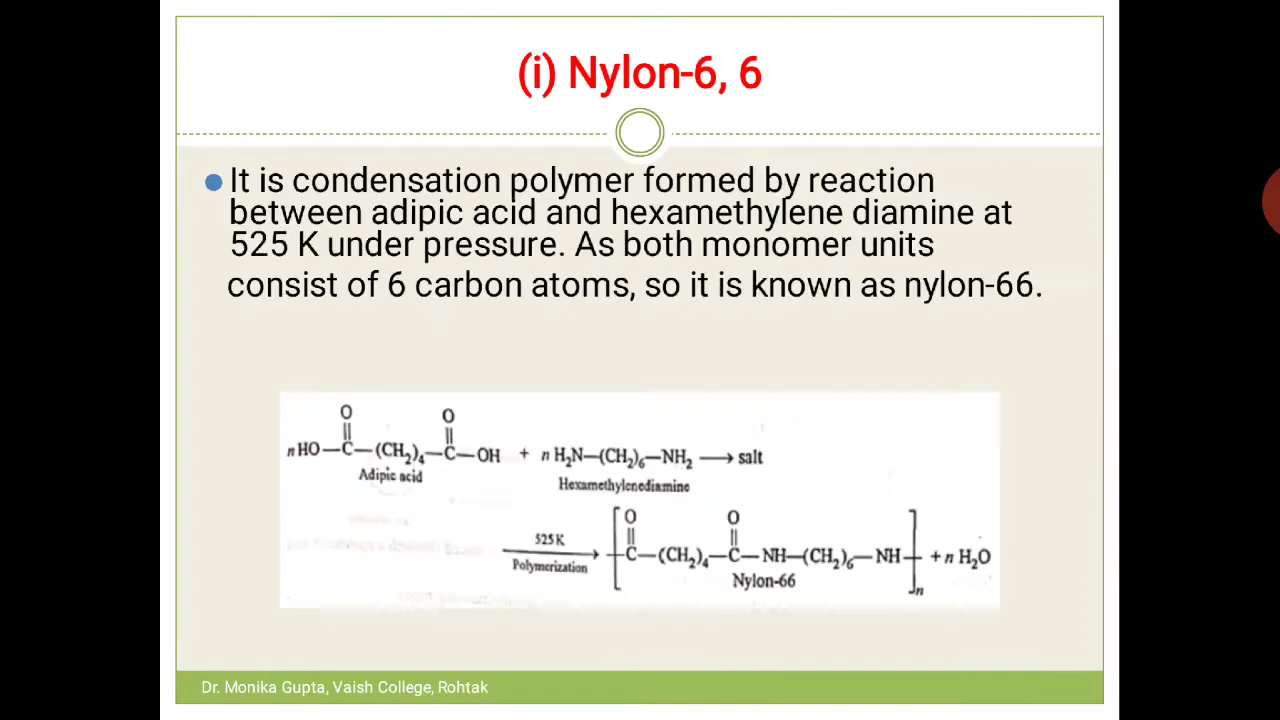 (i) Nylon-6, 6
It is condensation polymer formed by reaction
between adipic acid and hexamethylene diamine at
525 K under pressure. As both monomer units
consist of 6 carbon atoms, so it is known as nylon-66.
O O
n HO—C—(CH₂)₄—C—OH + n H₂N—(CH₂)₆—NH₂ ⟶ salt
Adipic acid
Hexamethylenediamine
O O
525 K
C—(CH₂)₄—C—NH—(CH₂)₆—NH + n H₂O
Polymerization
Nylon-66
n
Dr. Monika Gupta, Vaish College, Rohtak